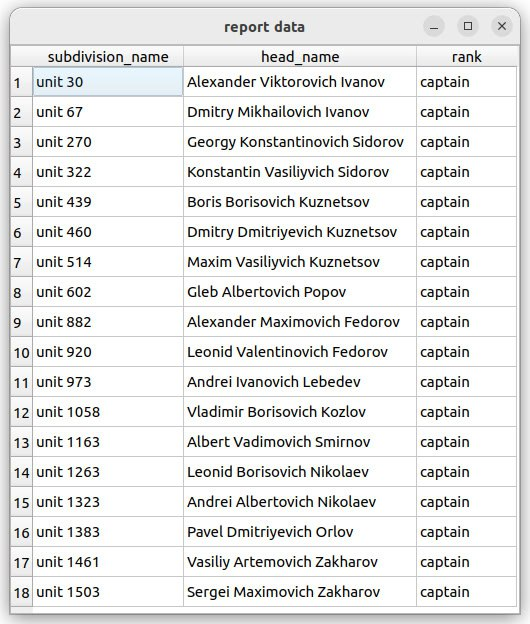 report data
subdivision_name head_name rank
1 unit 30 Alexander Viktorovich Ivanov captain
2 unit 67 Dmitry Mikhailovich Ivanov captain
3 unit 270 Georgy Konstantinovich Sidorov captain
4 unit 322 Konstantin Vasiliyvich Sidorov captain
5 unit 439 Boris Borisovich Kuznetsov captain
6 unit 460 Dmitry Dmitriyevich Kuznetsov captain
7 unit 514 Maxim Vasiliyvich Kuznetsov captain
8 unit 602 Gleb Albertovich Popov captain
9 unit 882 Alexander Maximovich Fedorov captain
10 unit 920 Leonid Valentinovich Fedorov captain
11 unit 973 Andrei Ivanovich Lebedev captain
12 unit 1058 Vladimir Borisovich Kozlov captain
13 unit 1163 Albert Vadimovich Smirnov captain
14 unit 1263 Leonid Borisovich Nikolaev captain
15 unit 1323 Andrei Albertovich Nikolaev captain
16 unit 1383 Pavel Dmitriyevich Orlov captain
17 unit 1461 Vasiliy Artemovich Zakharov captain
18 unit 1503 Sergei Maximovich Zakharov captain